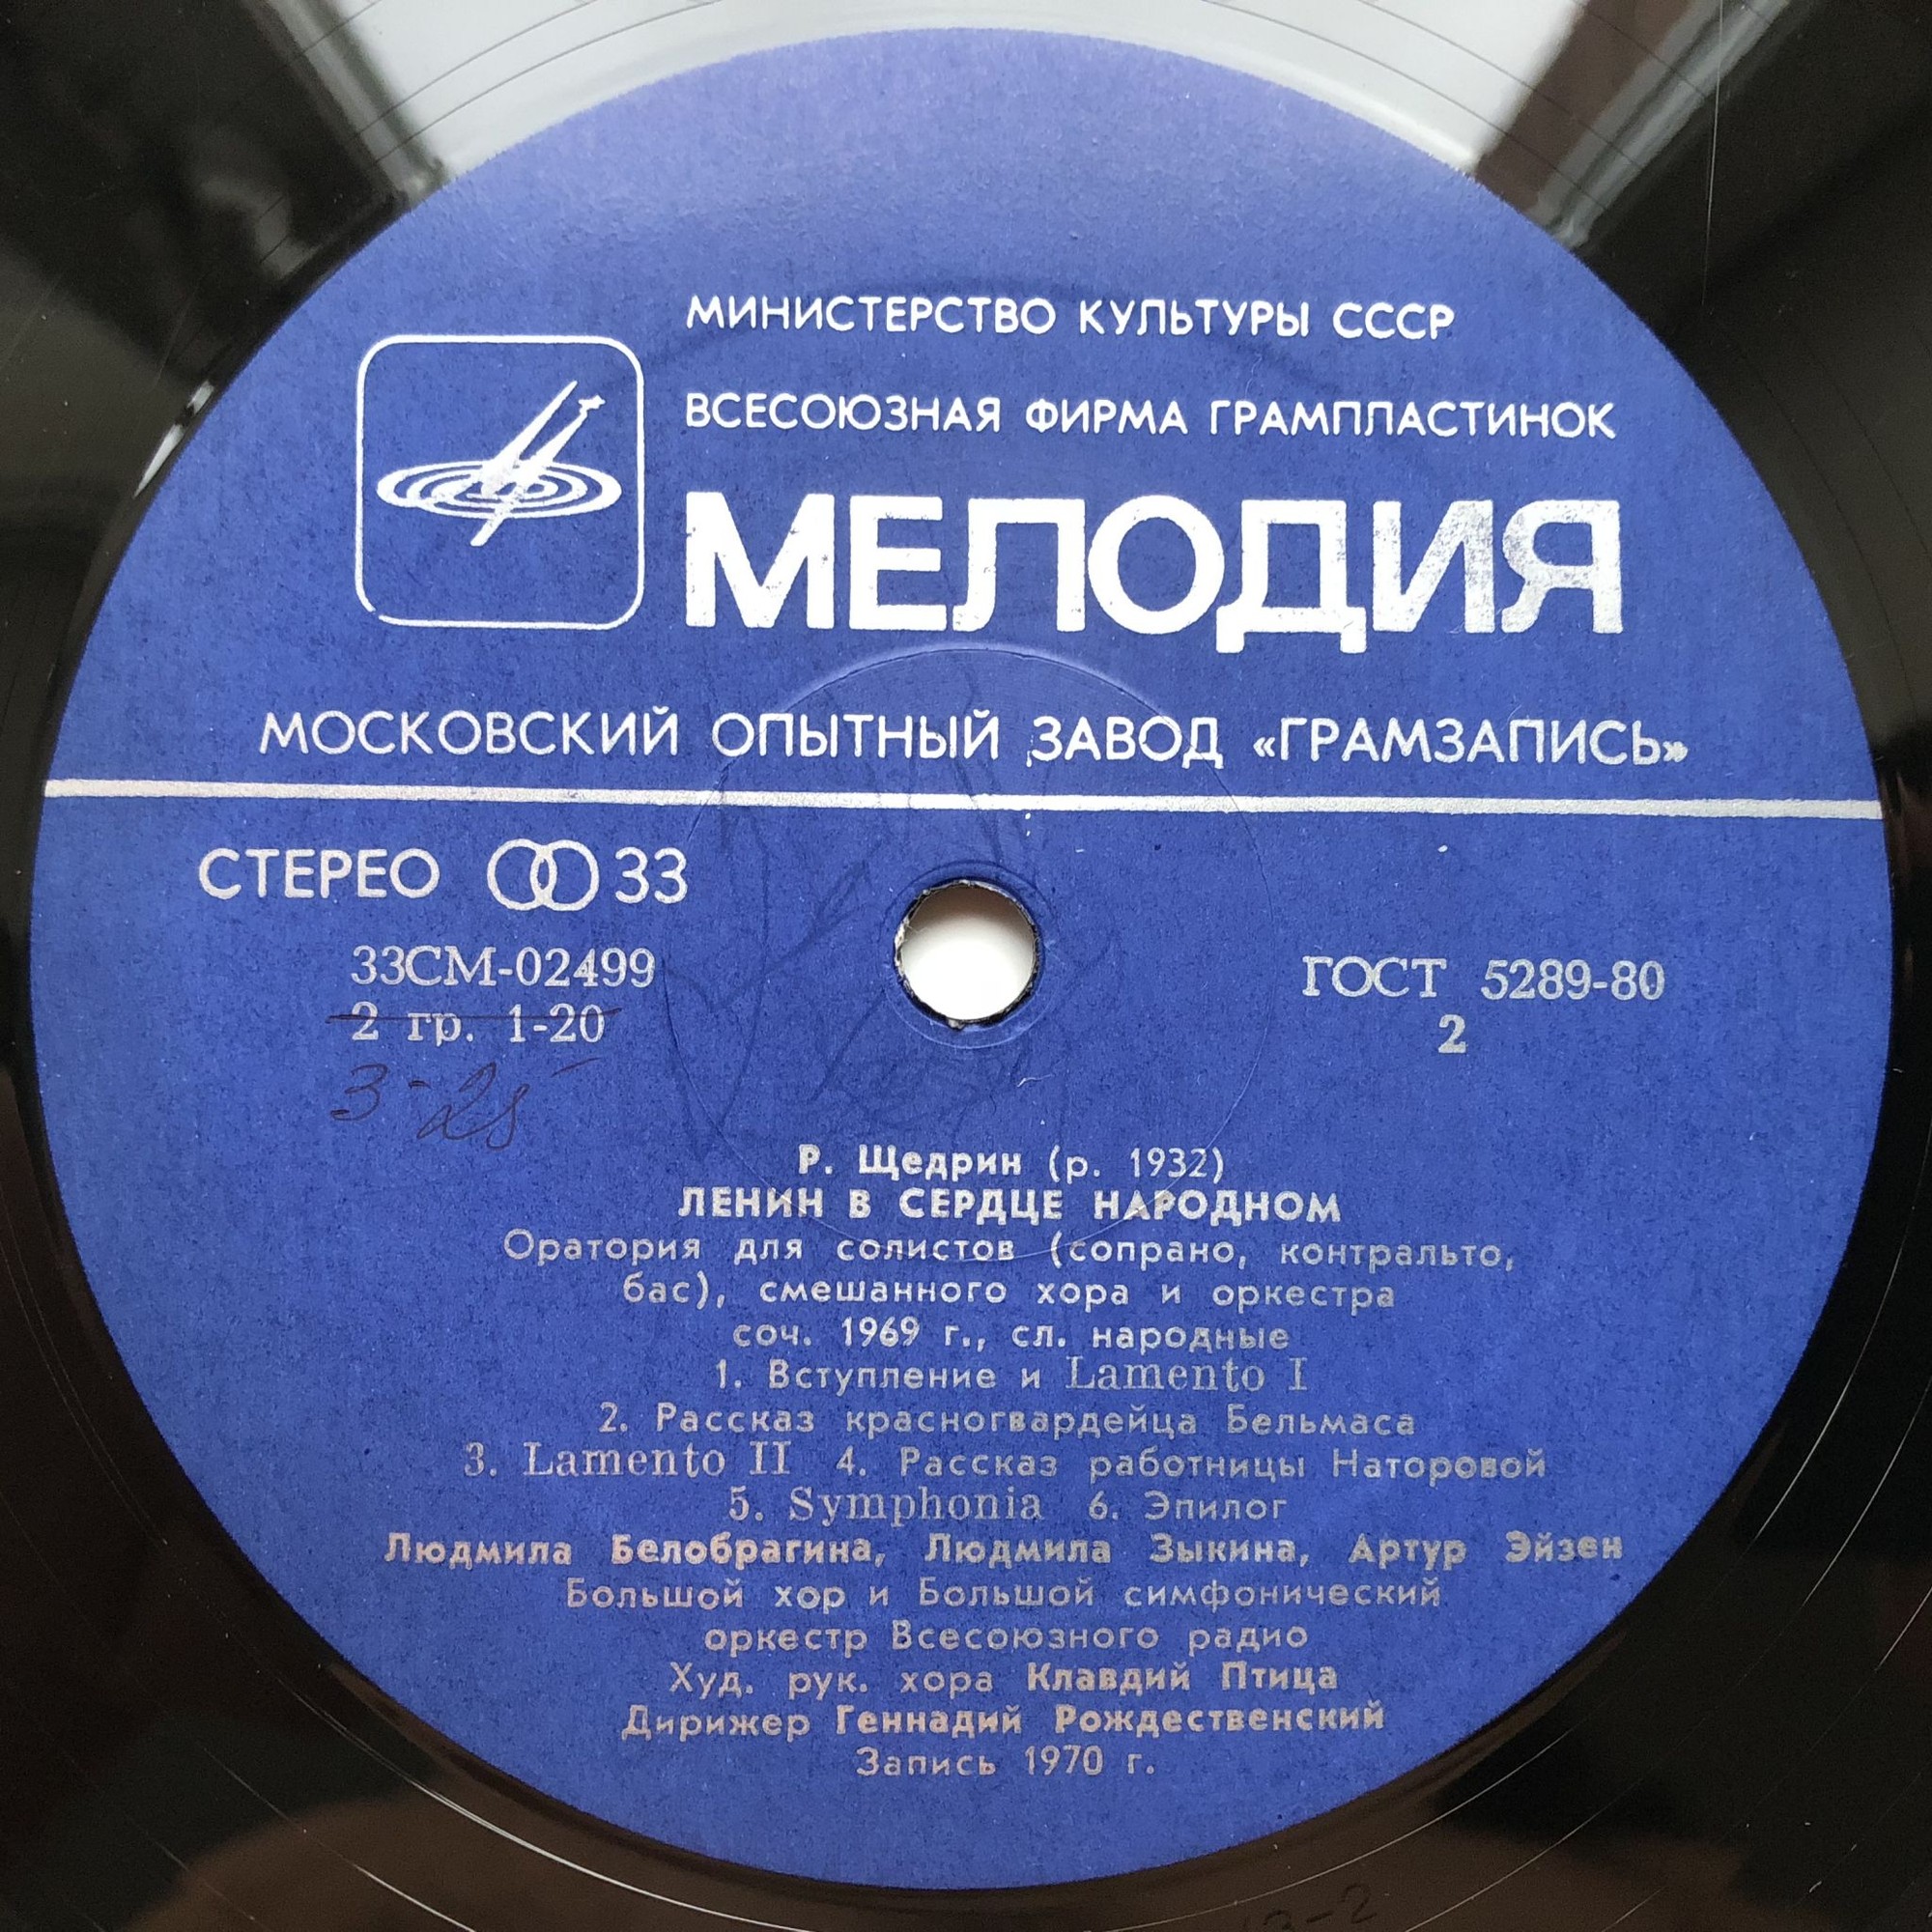 МИНИСТЕРСТВО КУЛЬТУРЫ СССР
ВСЕСОЮЗНАЯ ФИРМА ГРАМПЛАСТИНОК
МЕЛОДИЯ
МОСКОВСКИЙ ОПЫТНЫЙ ЗАВОД «ГРАМЗАПИСЬ»
СТЕРЕО 33
33СМ-02499
ГОСТ 5289-80
2 гр. 1-20
2
3-25
Р. Щедрин (р. 1932)
ЛЕНИН В СЕРДЦЕ НАРОДНОМ
Оратория для солистов (сопрано, контральто,
бас), смешанного хора и оркестра
соч. 1969 г., сл. народные
1. Вступление и Lamento I
2. Рассказ красногвардейца Бельмаса
3. Lamento II 4. Рассказ работницы Наторовой
5. Symphonia 6. Эпилог
Людмила Белобрагина, Людмила Зыкина, Артур Эйзен
Большой хор и Большой симфонический
оркестр Всесоюзного радио
Худ. рук. хора Клавдий Птица
Дирижер Геннадий Рождественский
Запись 1970 г.